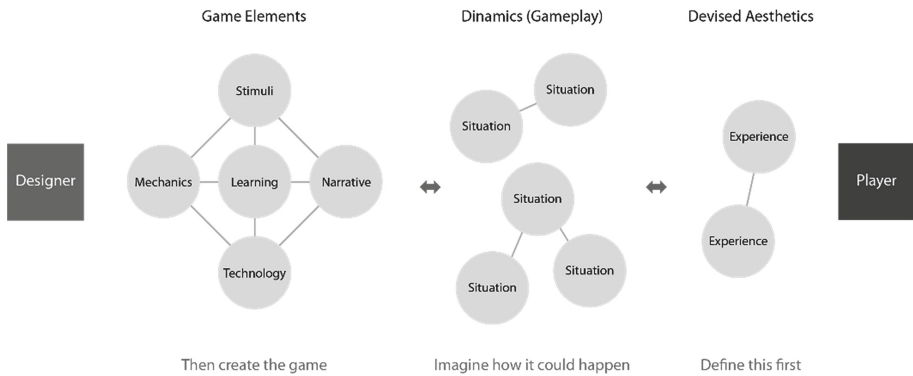 Game Elements
Dinamics (Gameplay)
Devised Aesthetics
Stimuli
Situation
Situation
Experience
Designer
Mechanics
Learning
Narrative
Player
Situation
Experience
Technology
Situation
Situation
Then create the game
Imagine how it could happen
Define this first